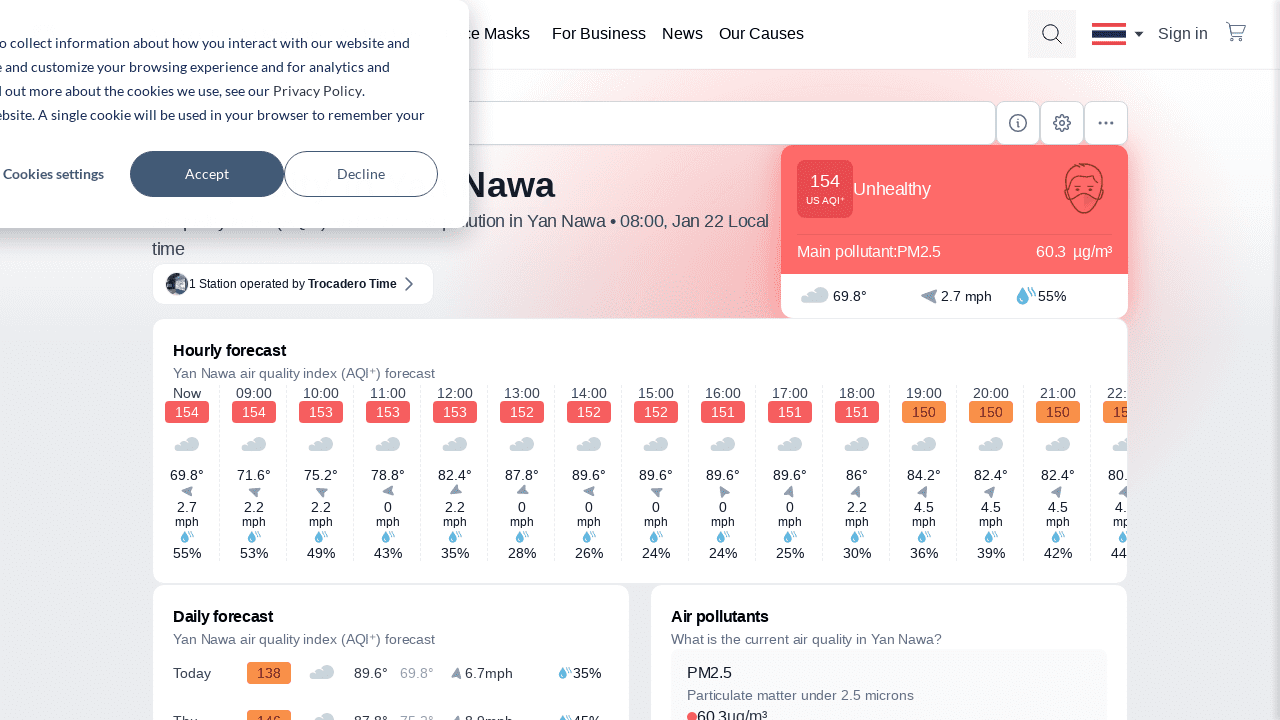 o collect information about how you interact with our website and
e and customize your browsing experience and for analytics and
d out more about the cookies we use, see our Privacy Policy.
ebsite. A single cookie will be used in your browser to remember your
Cookies settings
Accept
Decline
ce Masks
For Business
News
Our Causes
Sign in
Nawa
pollution in Yan Nawa • 08:00, Jan 22 Local
time
1 Station operated by Trocadero Time
154
US AQI⁺
Unhealthy
Main pollutant:PM2.5
60.3 µg/m³
69.8°
2.7 mph
55%
Hourly forecast
Yan Nawa air quality index (AQI⁺) forecast
Now 09:00 10:00 11:00 12:00 13:00 14:00 15:00 16:00 17:00 18:00 19:00 20:00 21:00 22:
154 154 153 153 153 152 152 152 151 151 151 150 150 150 15
69.8° 71.6° 75.2° 78.8° 82.4° 87.8° 89.6° 89.6° 89.6° 89.6° 86° 84.2° 82.4° 82.4° 80.
2.7 2.2 2.2 0 2.2 0 0 0 0 0 2.2 4.5 4.5 4.5 4.
mph mph mph mph mph mph mph mph mph mph mph mph mph mph mp
55% 53% 49% 43% 35% 28% 26% 24% 24% 25% 30% 36% 39% 42% 44
Daily forecast
Yan Nawa air quality index (AQI⁺) forecast
Today 138 89.6° 69.8° 6.7mph 35%
Thu 146 87.8° 75.2° 8.9mph 45%
Air pollutants
What is the current air quality in Yan Nawa?
PM2.5
Particulate matter under 2.5 microns
60.3µg/m³